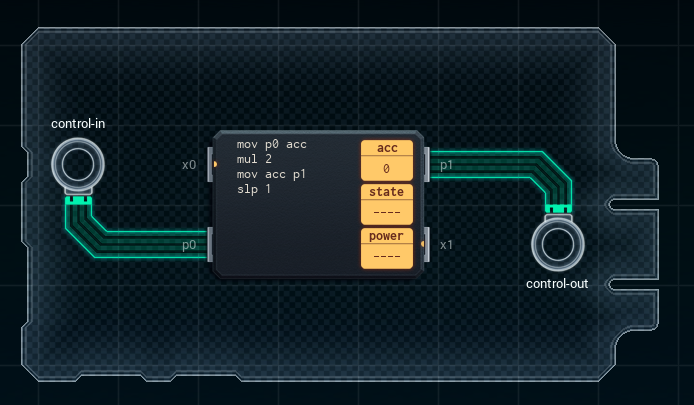 control-in
mov p0 acc
mul 2
mov acc p1
slp 1
acc
0
state
----
power
----
x0
p1
p0
x1
control-out